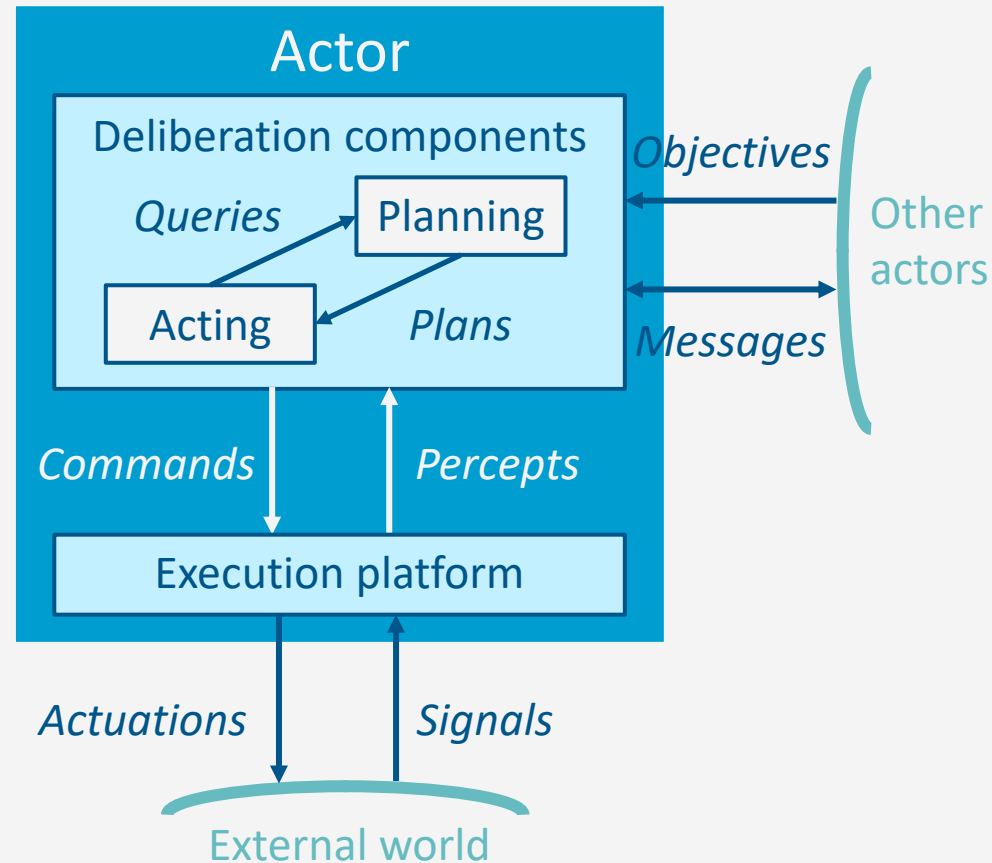 Actor
Deliberation components
Objectives
Queries
Planning
Other
actors
Acting
Plans
Messages
Commands
Percepts
Execution platform
Actuations
Signals
External world